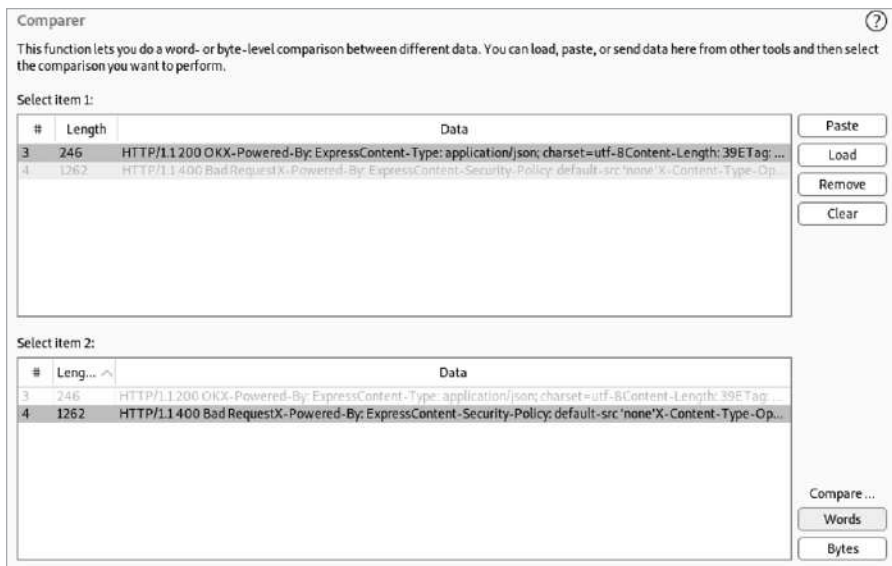 Comparer
?
This function lets you do a word- or byte-level comparison between different data. You can load, paste, or send data here from other tools and then select
the comparison you want to perform.
Select item 1:
# Length Data
3 246 HTTP/1.1 200 OKX-Powered-By: ExpressContent-Type: application/json; charset=utf-8Content-Length: 39ETag: ...
4 1262 HTTP/1.1 400 Bad RequestX-Powered-By: ExpressContent-Security-Policy: default-src 'none'X-Content-Type-Op...
Paste
Load
Remove
Clear
Select item 2:
# Leng... Data
3 246 HTTP/1.1 200 OKX-Powered-By: ExpressContent-Type: application/json; charset=utf-8Content-Length: 39ETag: ...
4 1262 HTTP/1.1 400 Bad RequestX-Powered-By: ExpressContent-Security-Policy: default-src 'none'X-Content-Type-Op...
Compare ...
Words
Bytes